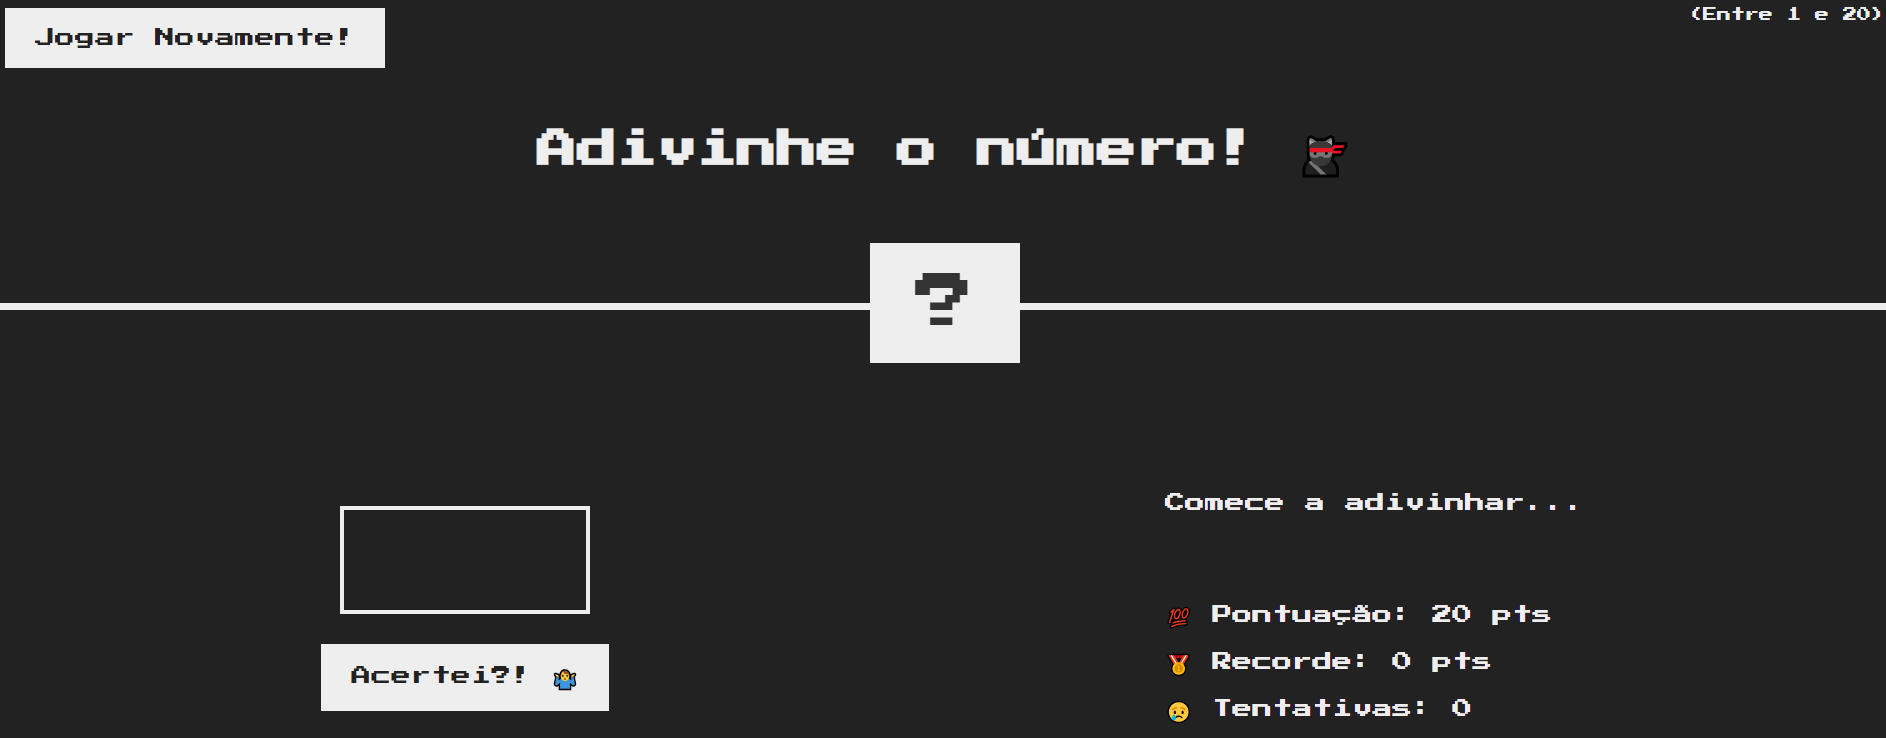 Jogar Novamente!
(Entre 1 e 20)
Adivinhe o número!
?
Comece a adivinhar...
Acertei?!
💯 Pontuação: 20 pts
Recorde: 0 pts
Tentativas: 0